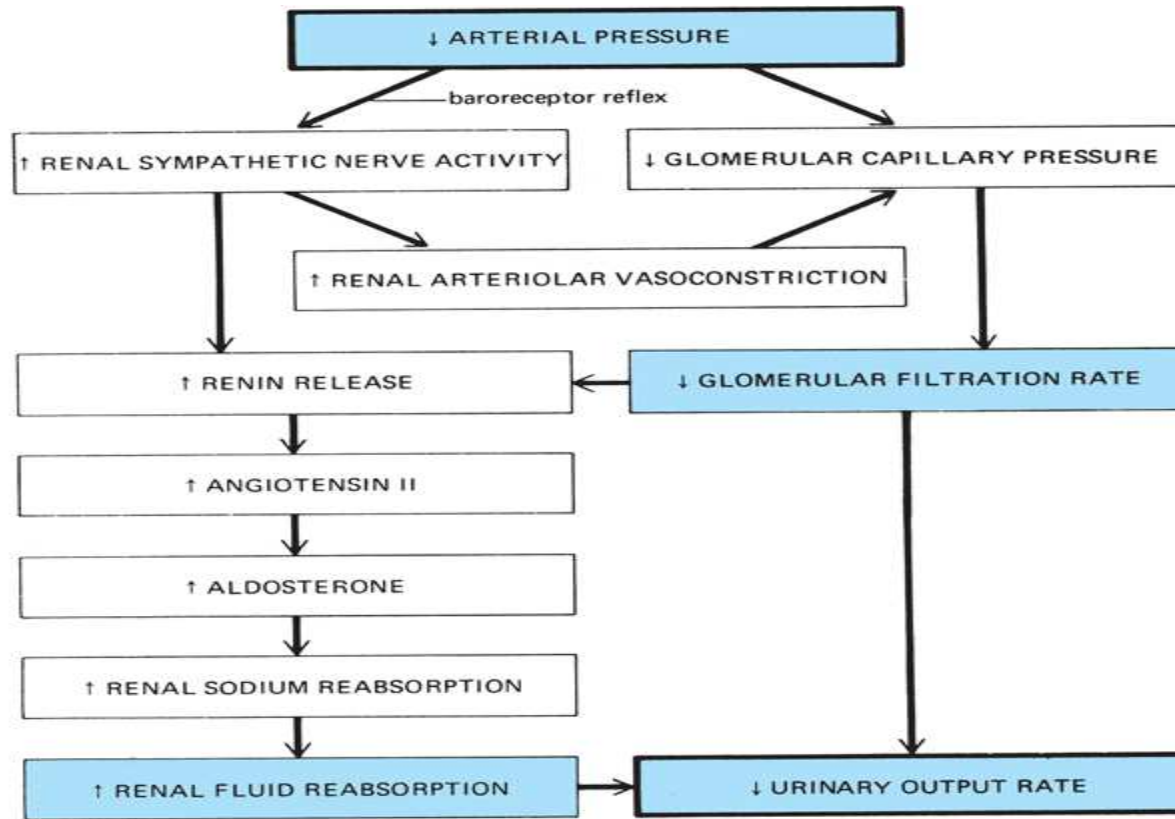 ↓ ARTERIAL PRESSURE
baroreceptor reflex
↑ RENAL SYMPATHETIC NERVE ACTIVITY
↓ GLOMERULAR CAPILLARY PRESSURE
↑ RENAL ARTERIOLAR VASOCONSTRICTION
↑ RENIN RELEASE
↓ GLOMERULAR FILTRATION RATE
↑ ANGIOTENSIN II
↑ ALDOSTERONE
↑ RENAL SODIUM REABSORPTION
↑ RENAL FLUID REABSORPTION
↓ URINARY OUTPUT RATE